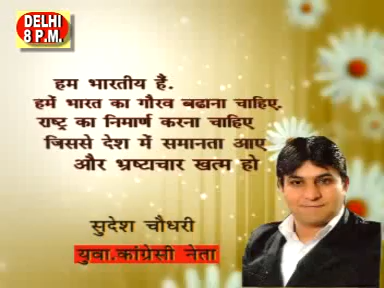 DELHI
8 P.M.
हम भारतीय हैं.
हमें भारत का गौरव बढाना चाहिए.
राष्ट्र का निमार्ण करना चाहिए
जिससे देश में समानता आए
और भ्रष्टाचार खत्म हो
सुदेश चौधरी
युवा.कांग्रेसी नेता